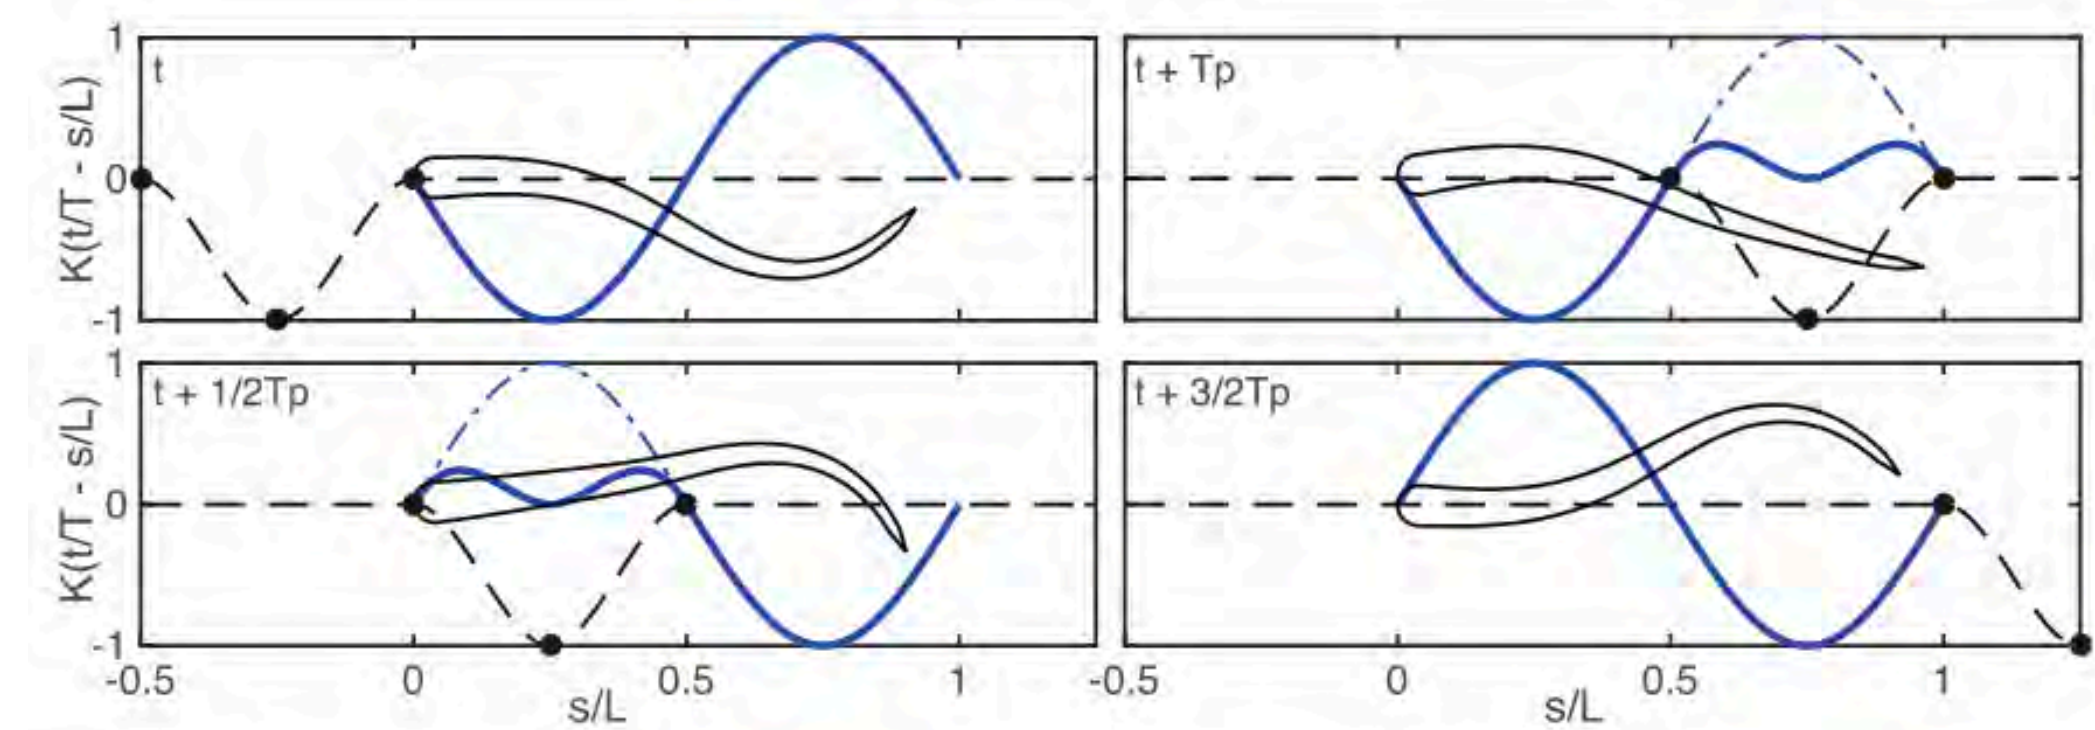 K(t/T - s/L)
1
0
-1
t
t + Tp
K(t/T - s/L)
1
0
-1
t + 1/2Tp
t + 3/2Tp
-0.5 0 0.5 1
-0.5 0 0.5 1
s/L
s/L